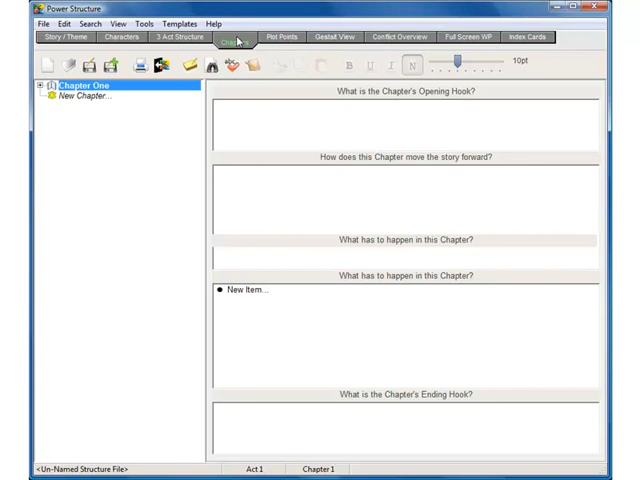 Power Structure
File Edit Search View Tools Templates Help
Story / Theme Characters 3 Act Structure Chapters Plot Points Gestalt View Conflict Overview Full Screen WP Index Cards
B U I N 10pt
Chapter One
New Chapter...
What is the Chapter's Opening Hook?
How does this Chapter move the story forward?
What has to happen in this Chapter?
What has to happen in this Chapter?
New Item...
What is the Chapter's Ending Hook?
<Un-Named Structure File> Act 1 Chapter 1